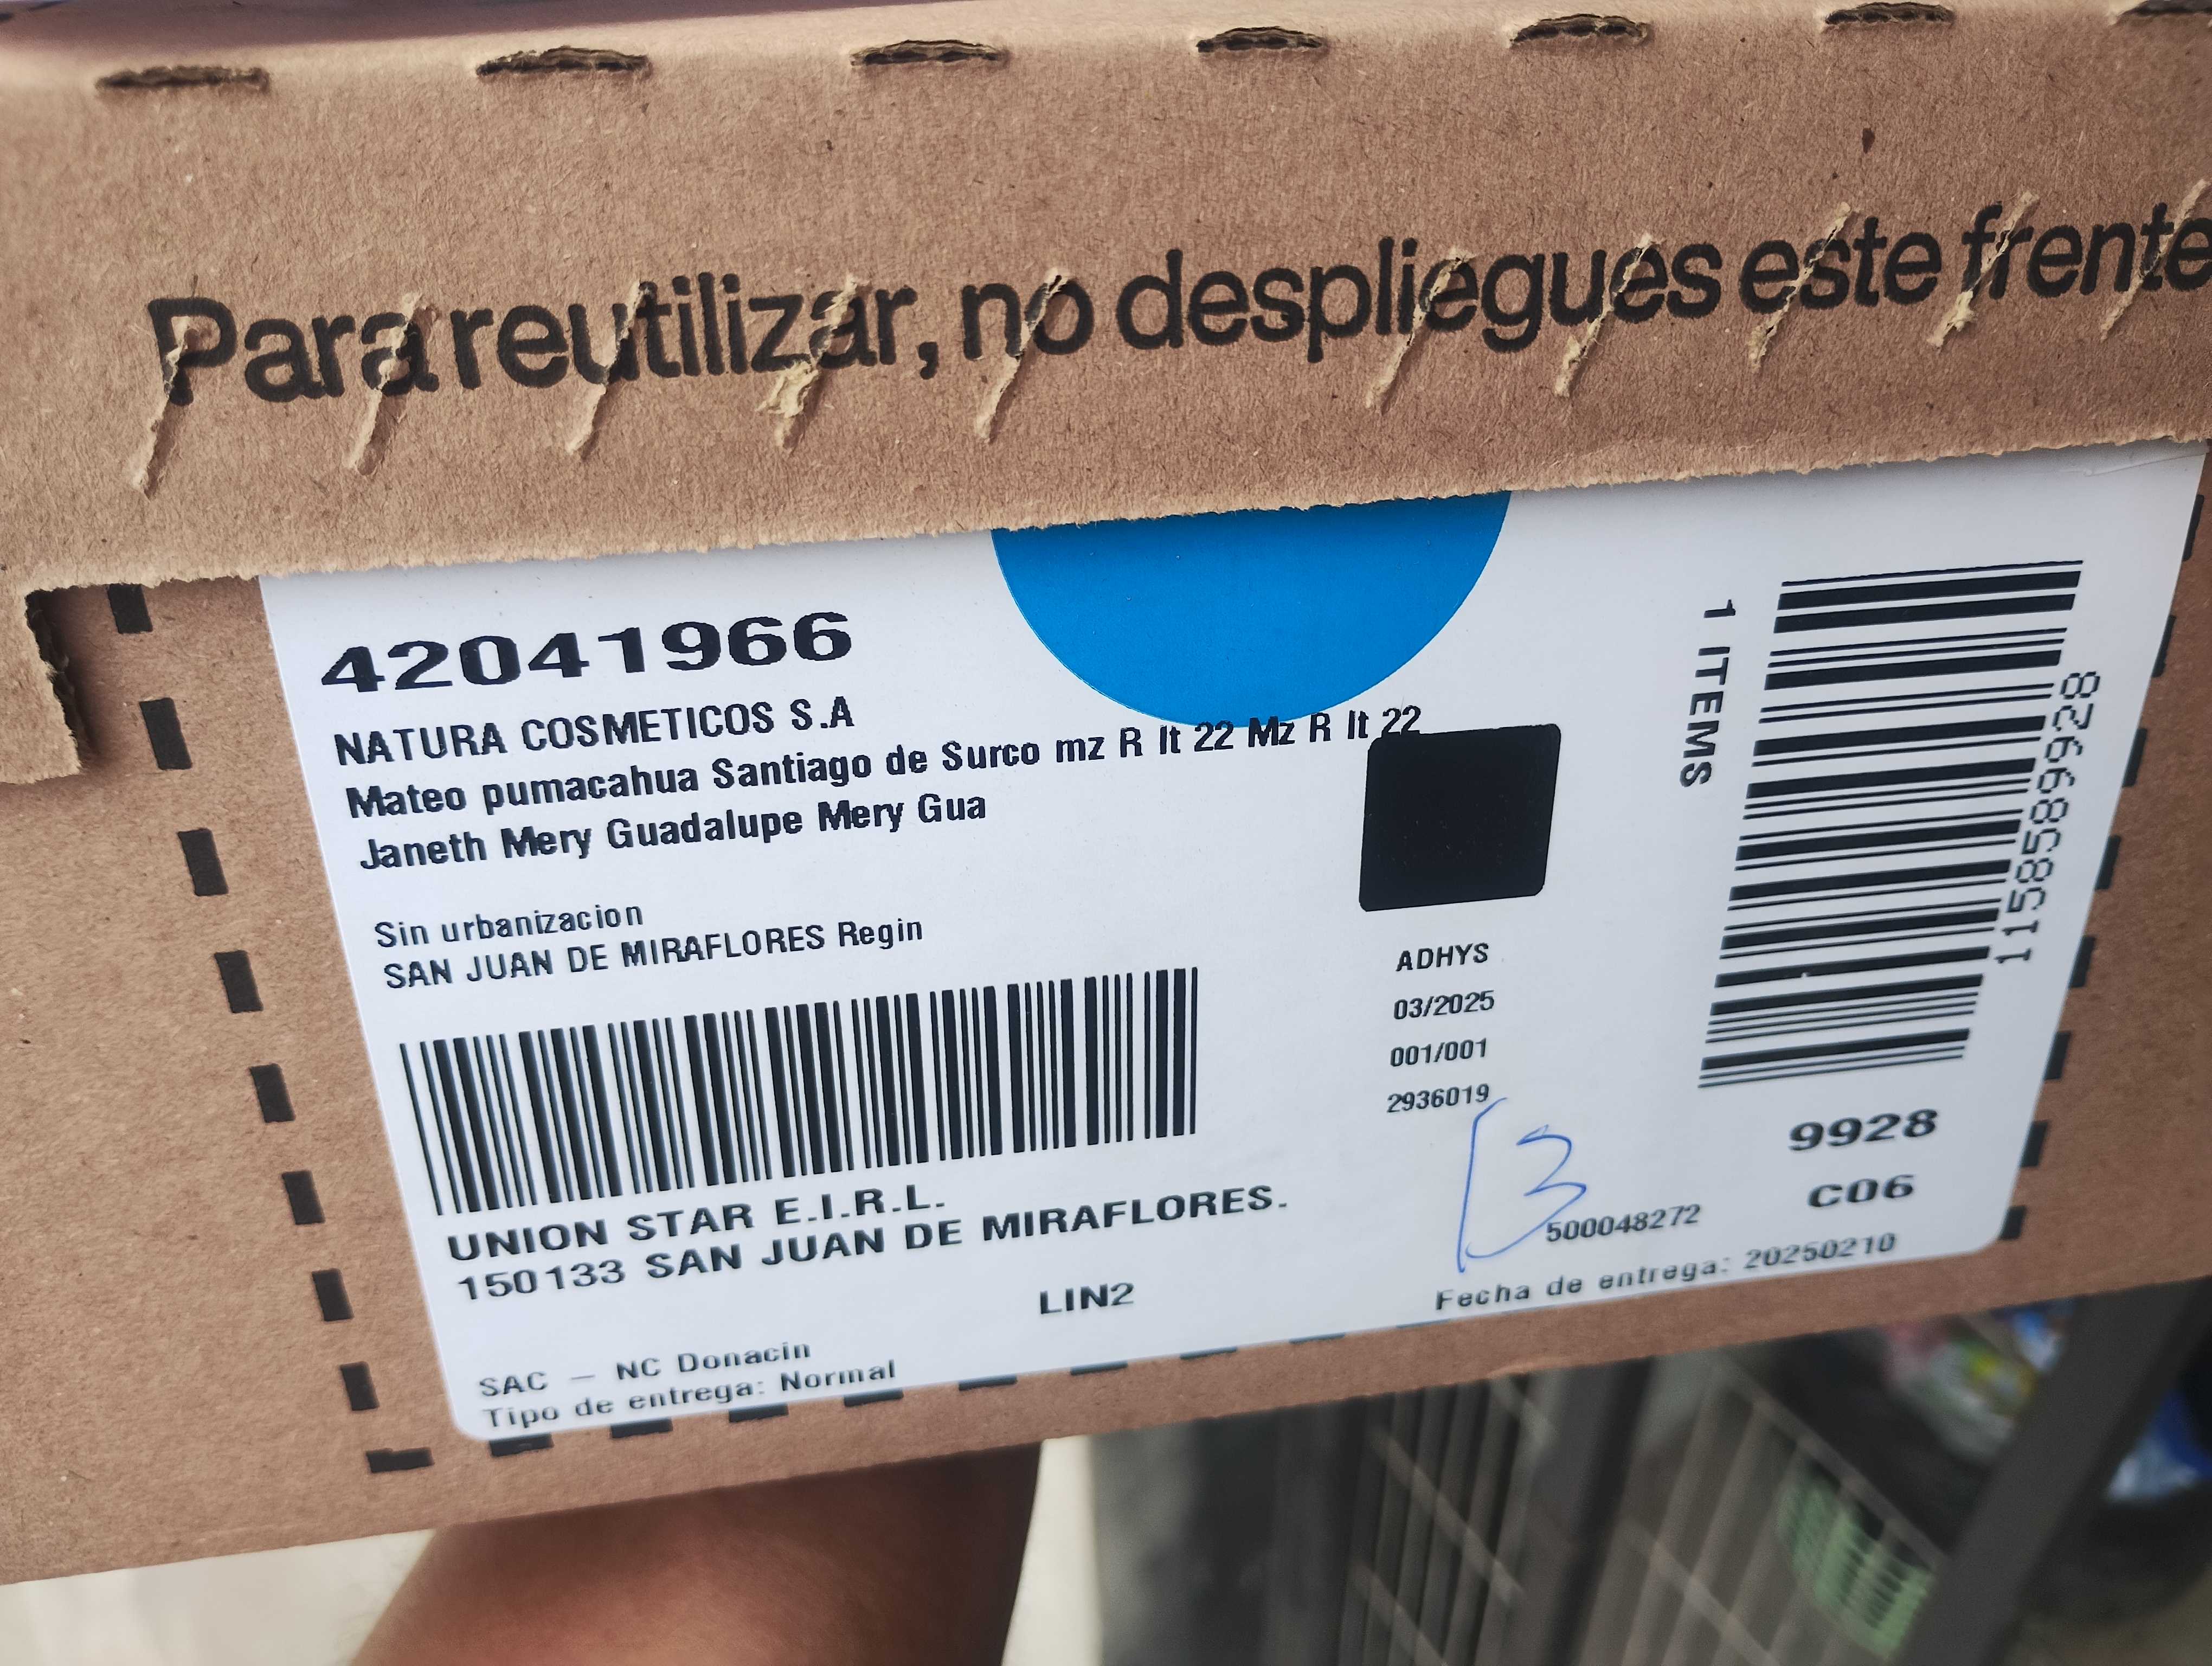 Para reutilizar, no despliegues este frente
42041966
NATURA COSMETICOS S.A
Mateo pumacahua Santiago de Surco mz R lt 22 Mz R lt 22
Janeth Mery Guadalupe Mery Gua
Sin urbanizacion
SAN JUAN DE MIRAFLORES Regin
UNION STAR E.I.R.L.
150133 SAN JUAN DE MIRAFLORES.
LIN2
SAC – NC Donacin
Tipo de entrega: Normal
ADHYS
03/2025
001/001
2936019
3
500048272
Fecha de entrega: 20250210
1 ITEMS
1158589928
9928
C06